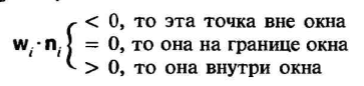 < 0, то эта точка вне окна
wᵢ·nᵢ{ = 0, то она на границе окна
> 0, то она внутри окна